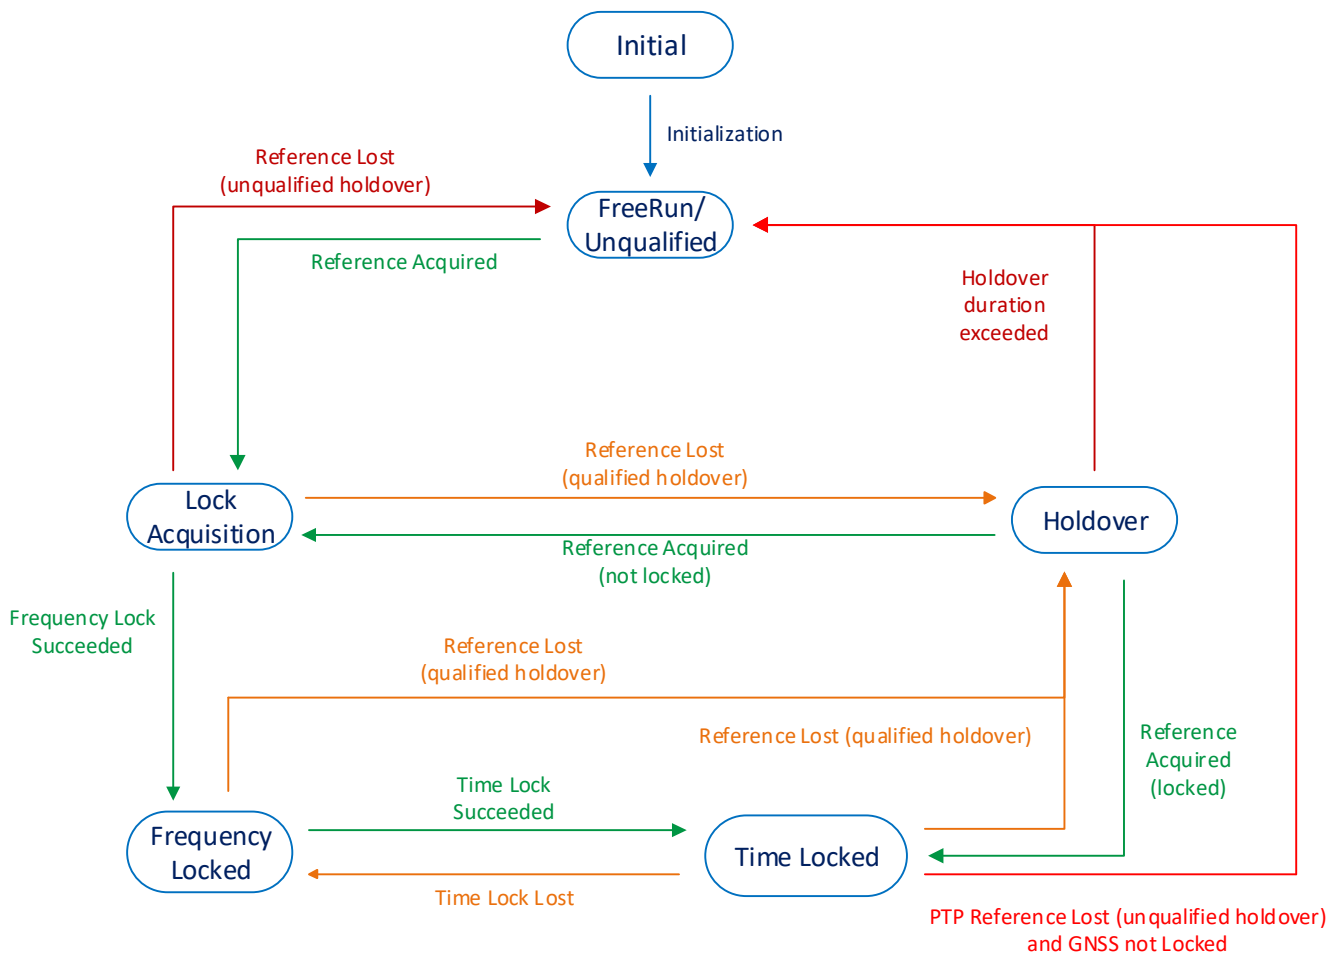 Initial
Initialization
Reference Lost
(unqualified holdover)
FreeRun/
Unqualified
Reference Acquired
Holdover
duration
exceeded
Reference Lost
(qualified holdover)
Lock
Acquisition
Holdover
Reference Acquired
(not locked)
Frequency Lock
Succeeded
Reference Lost
(qualified holdover)
Reference Lost (qualified holdover)
Reference
Acquired
(locked)
Time Lock
Succeeded
Frequency
Locked
Time Locked
Time Lock Lost
PTP Reference Lost (unqualified holdover)
and GNSS not Locked